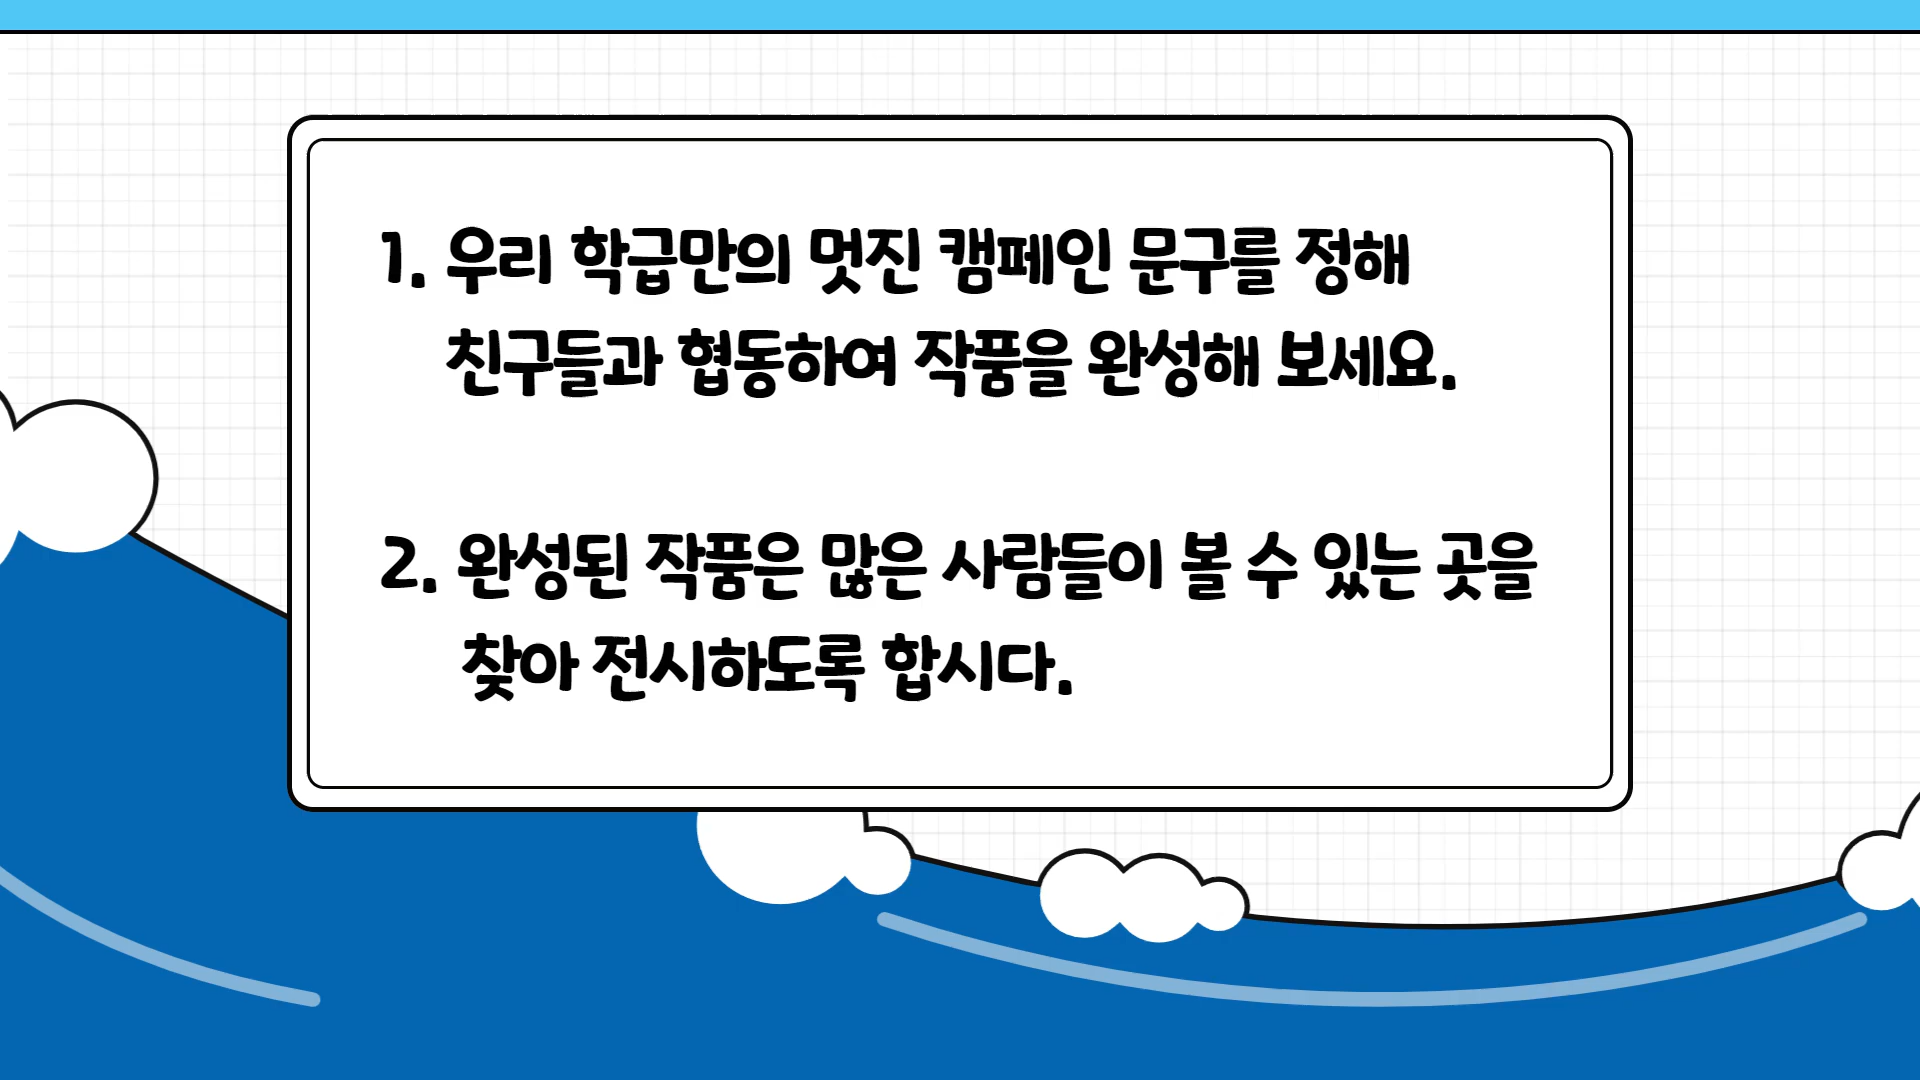 1. 우리 학급만의 멋진 캠페인 문구를 정해
친구들과 협동하여 작품을 완성해 보세요.
2. 완성된 작품은 많은 사람들이 볼 수 있는 곳을
찾아 전시하도록 합시다.